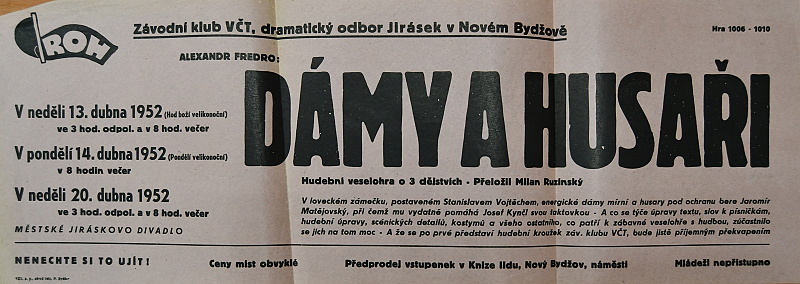 ROH
Závodní klub VČT, dramatický odbor Jirásek v Novém Bydžově
Hra 1006 - 1010
ALEXANDR FREDRO:
DÁMY A HUSAŘI
V neděli 13. dubna 1952 (Hod boží velikonoční)
ve 3 hod. odpol. a v 8 hod. večer
V pondělí 14. dubna 1952 (Pondělí velikonoční)
v 8 hodin večer
V neděli 20. dubna 1952
ve 3 hod. odpol. a v 8 hod. večer
MĚSTSKÉ JIRÁSKOVO DIVADLO
Hudební veselohra o 3 dějstvích - Přeložil Milan Ruzinský
V loveckém zámečku, postaveném Stanislavem Vojtěchem, energické dámy mírní a husary pod ochranu bere Jaromír
Matějovský, při čemž mu vydatně pomáhá Josef Kynčl svou taktovkou - A co se týče úpravy textu, slov k písničkám,
hudební úpravy, scénických detailů, kostymů a všeho ostatního, co patří k zábavné veselohře s hudbou, zúčastnilo
se jich na tom moc - A že se po prvé představí hudební kroužek záv. klubu VČT, bude jistě příjemným překvapením
NENECHTE SI TO UJÍT!
Ceny míst obvyklé
Předprodej vstupenek v Knize lidu, Nový Bydžov, náměstí
Mládeži nepřístupno